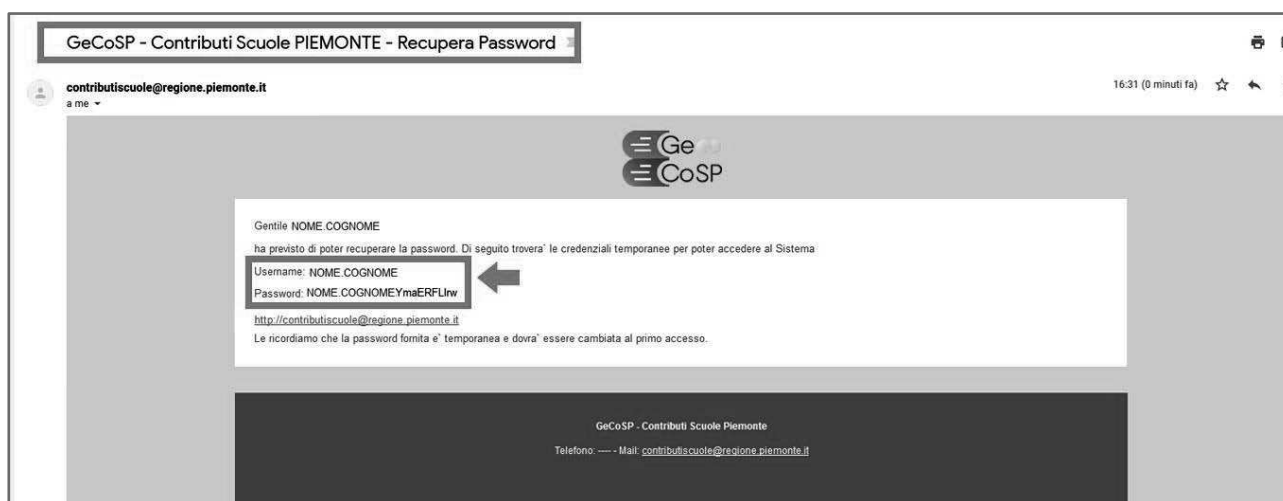 GeCoSP - Contributi Scuole PIEMONTE - Recupera Password
contributiscuole@regione.piemonte.it
16:31 (0 minuti fa)
a me
Ge
CoSP
Gentile NOME.COGNOME
ha previsto di poter recuperare la password. Di seguito trovera` le credenziali temporanee per poter accedere al Sistema
Username: NOME.COGNOME
Password: NOME.COGNOMEYmaERFLIrw
http://contributiscuole@regione.piemonte.it
Le ricordiamo che la password fornita e` temporanea e dovra` essere cambiata al primo accesso.
GeCoSP - Contributi Scuole Piemonte
Telefono: ---- - Mail: contributiscuole@regione.piemonte.it